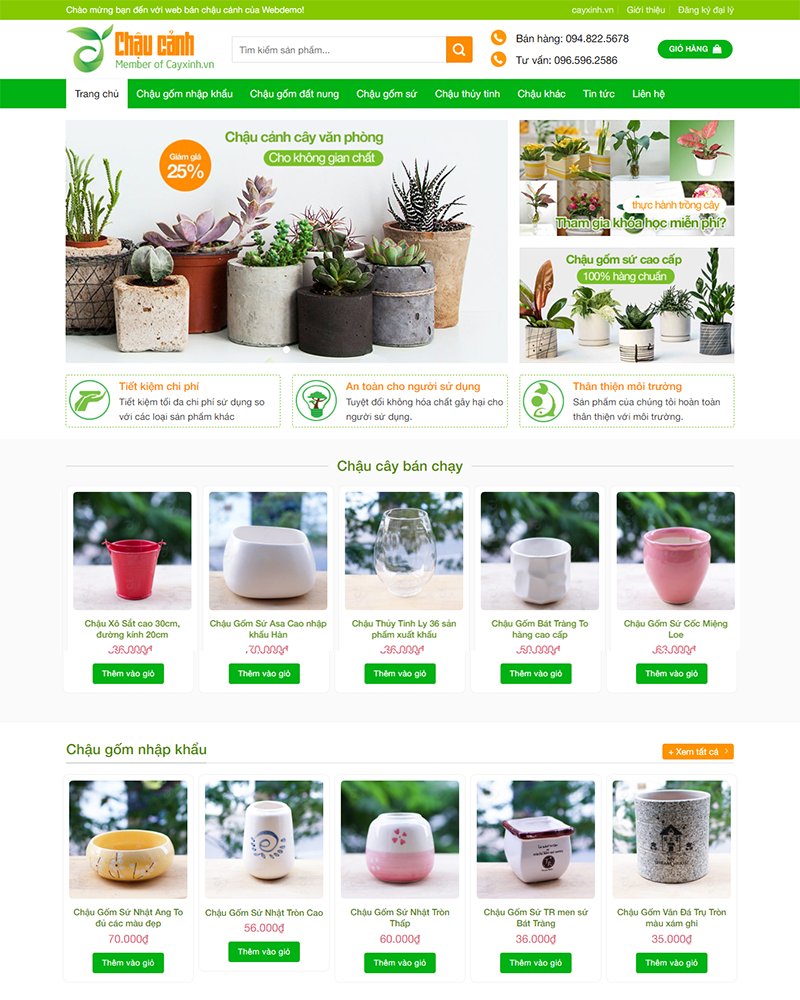 Chào mừng bạn đến với web bán chậu cảnh của Webdemo!
cayxinh.vn
Giới thiệu
Đăng ký đại lý
Chậu cảnh
Member of Cayxinh.vn
Tìm kiếm sản phẩm...
Bán hàng: 094.822.5678
Tư vấn: 096.596.2586
GIỎ HÀNG
Trang chủ
Chậu gốm nhập khẩu
Chậu gốm đất nung
Chậu gốm sứ
Chậu thủy tinh
Chậu khác
Tin tức
Liên hệ
Chậu cảnh cây văn phòng
Cho không gian chất
Giảm giá
25%
thực hành trồng cây
Tham gia khóa học miễn phí?
Chậu gốm sứ cao cấp
100% hàng chuẩn
Tiết kiệm chi phí
Tiết kiệm tối đa chi phí sử dụng so
với các loại sản phẩm khác
An toàn cho người sử dụng
Tuyệt đối không hóa chất gây hại cho
người sử dụng.
Thân thiện môi trường
Sản phẩm của chúng tôi hoàn toàn
thân thiện với môi trường.
Chậu cây bán chạy
Chậu Xô Sắt cao 30cm,
đường kính 20cm
36.000₫
Thêm vào giỏ
Chậu Gốm Sứ Asa Cao nhập
khẩu Hàn
70.000₫
Thêm vào giỏ
Chậu Thủy Tinh Ly 36 sản
phẩm xuất khẩu
36.000₫
Thêm vào giỏ
Chậu Gốm Bát Tràng To
hàng cao cấp
50.000₫
Thêm vào giỏ
Chậu Gốm Sứ Cốc Miệng
Loe
63.000₫
Thêm vào giỏ
Chậu gốm nhập khẩu
+ Xem tất cả
Chậu Gốm Sứ Nhật Ang To
đủ các màu đẹp
70.000₫
Thêm vào giỏ
Chậu Gốm Sứ Nhật Tròn Cao
56.000₫
Thêm vào giỏ
Chậu Gốm Sứ Nhật Tròn
Thấp
60.000₫
Thêm vào giỏ
Chậu Gốm Sứ TR men sứ
Bát Tràng
36.000₫
Thêm vào giỏ
Chậu Gốm Vân Đá Trụ Tròn
màu xám ghi
35.000₫
Thêm vào giỏ